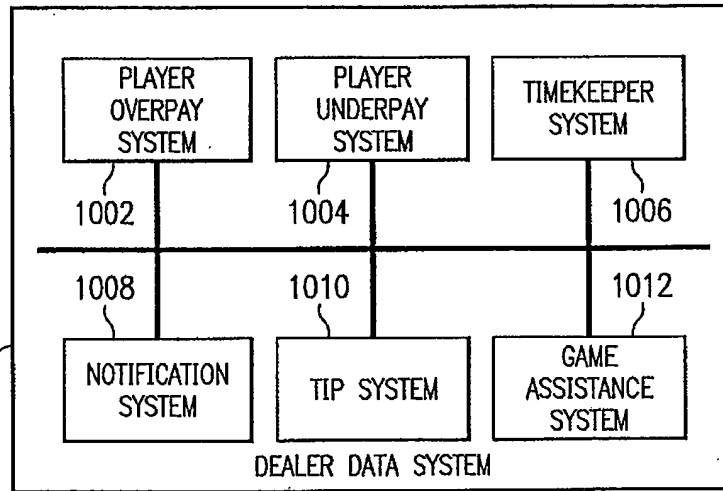 PLAYER
OVERPAY
SYSTEM
PLAYER
UNDERPAY
SYSTEM
TIMEKEEPER
SYSTEM
1002
1004
1006
1008
1010
1012
NOTIFICATION
SYSTEM
TIP SYSTEM
GAME
ASSISTANCE
SYSTEM
DEALER DATA SYSTEM